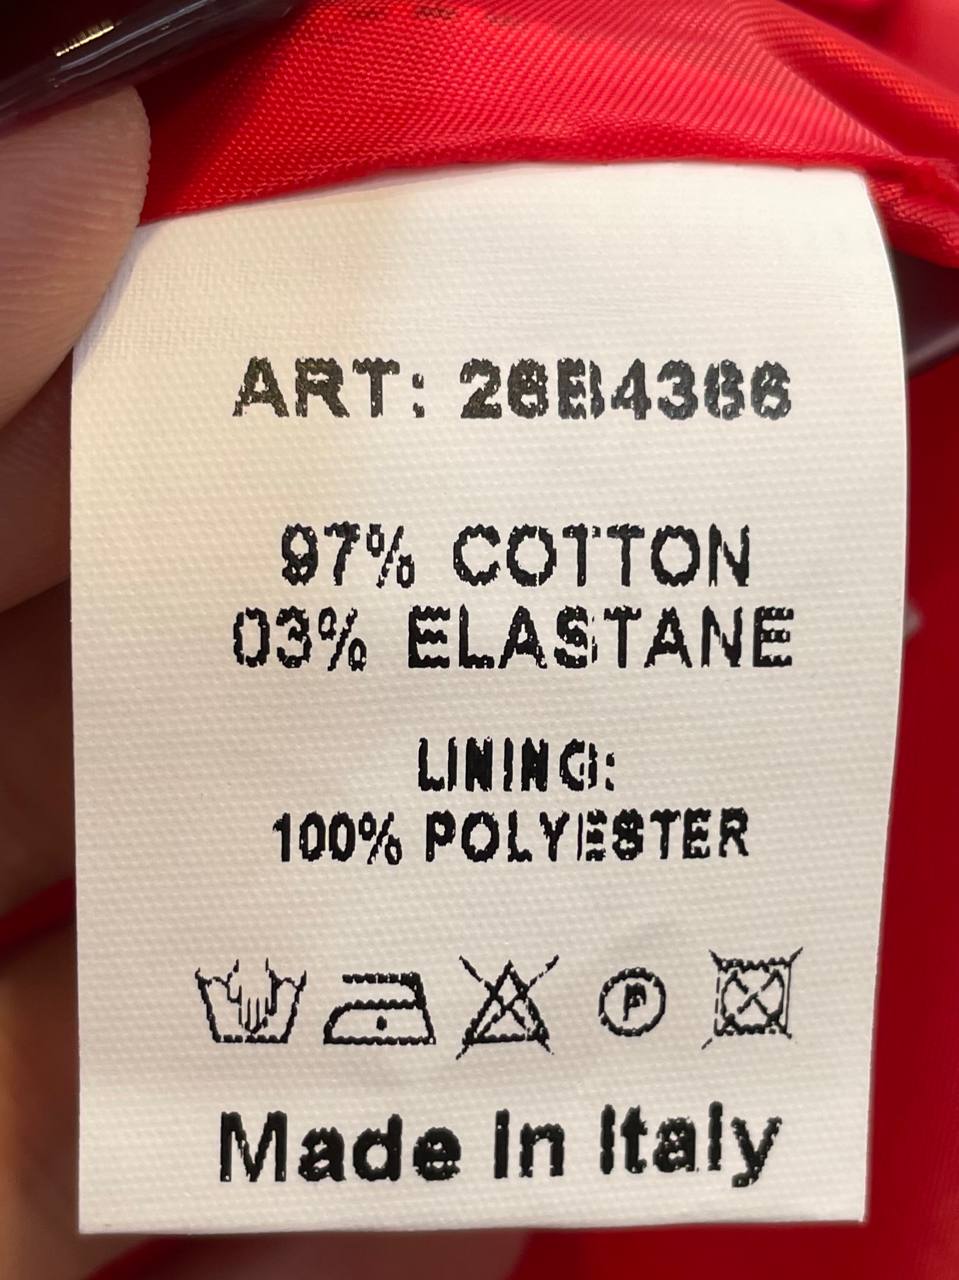 ART: 26B4366
97% COTTON
03% ELASTANE
LINING:
100% POLYESTER
P
Made in Italy